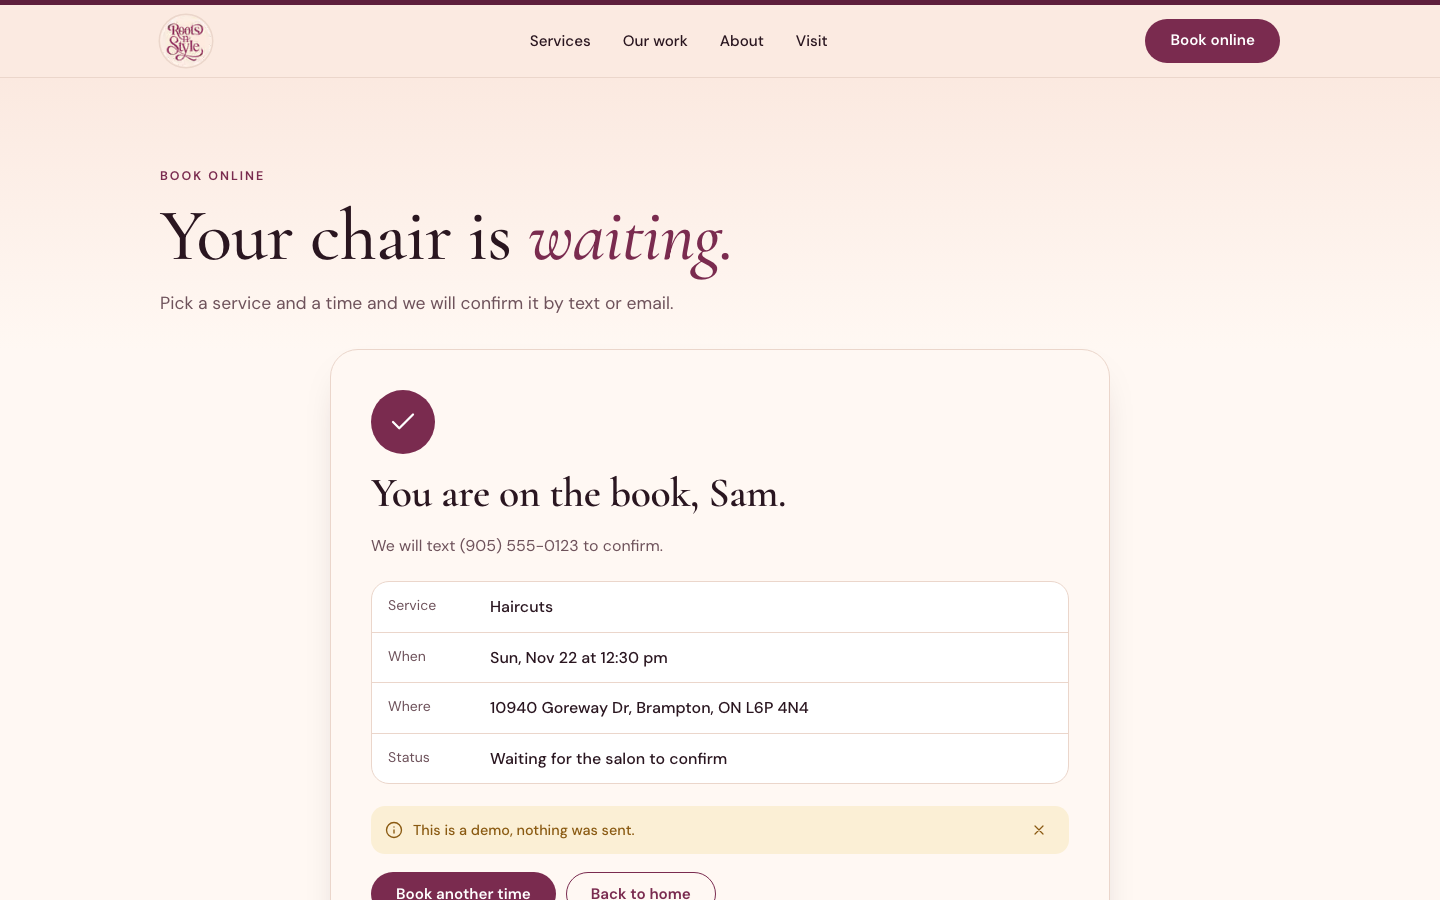 Roots
n
Style
Services
Our work
About
Visit
Book online
BOOK ONLINE
Your chair is waiting.
Pick a service and a time and we will confirm it by text or email.
You are on the book, Sam.
We will text (905) 555-0123 to confirm.
Service Haircuts
When Sun, Nov 22 at 12:30 pm
Where 10940 Goreway Dr, Brampton, ON L6P 4N4
Status Waiting for the salon to confirm
This is a demo, nothing was sent.
Book another time
Back to home